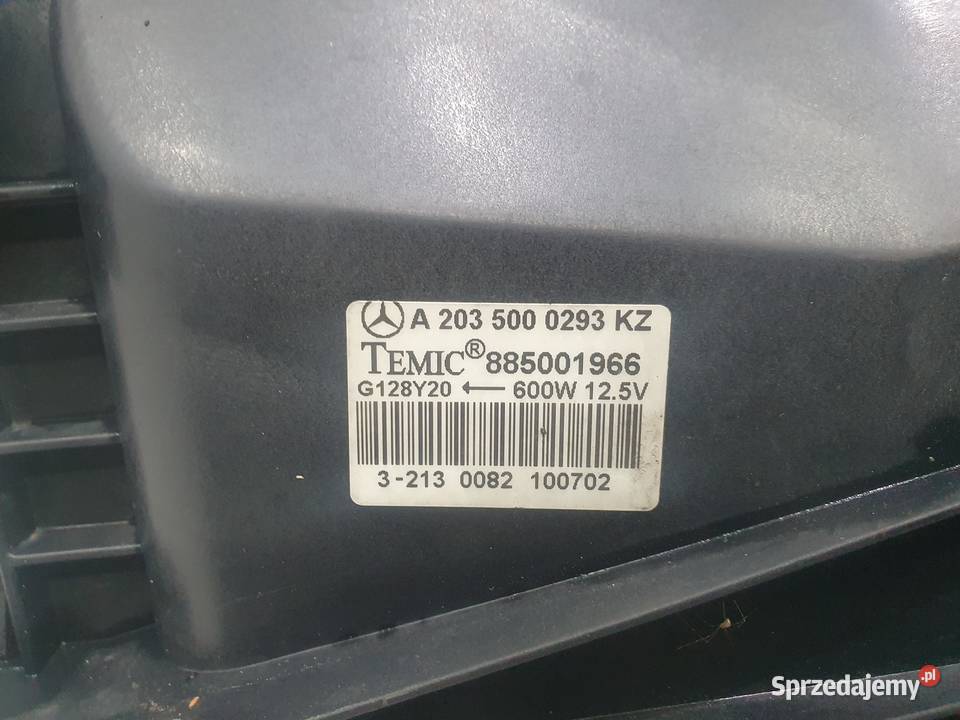 A 203 500 0293 KZ
TEMIC® 885001966
G128Y20 ← 600W 12.5V
3-213 0082 100702
Sprzedajemy.pl